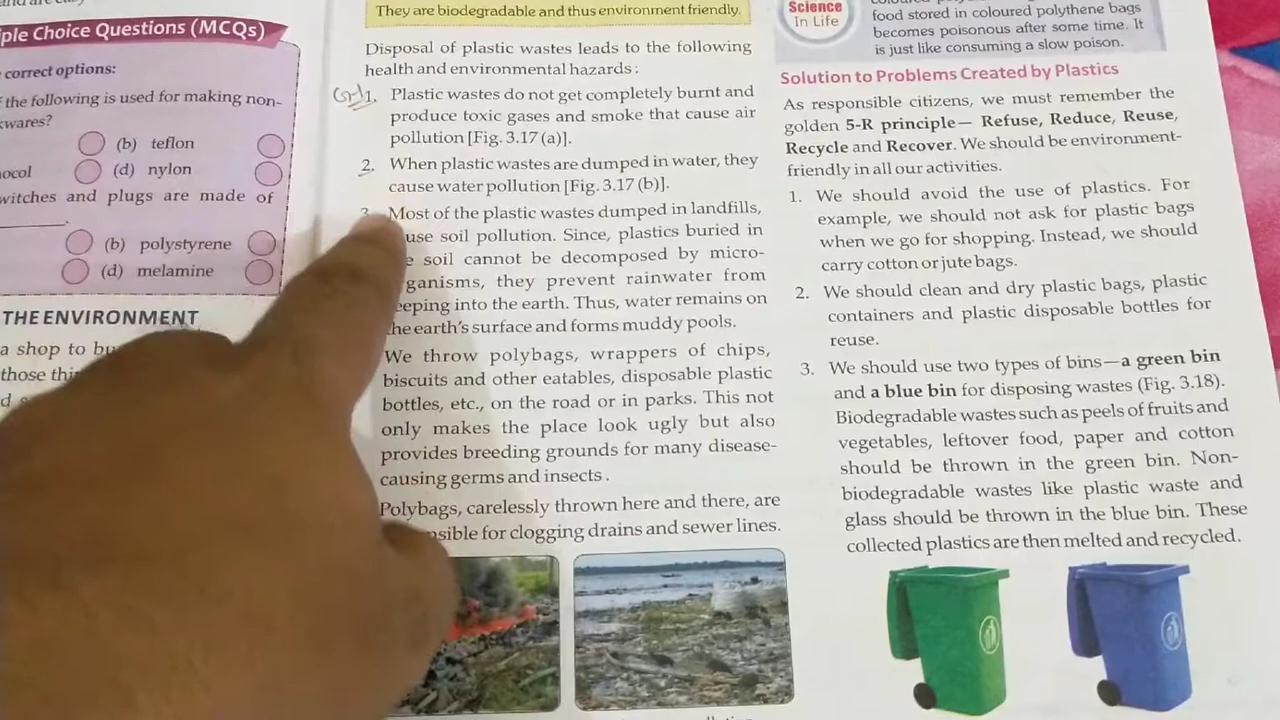 ple Choice Questions (MCQs)
correct options:
the following is used for making non-
kwares?
(b) teflon
ocol
(d) nylon
witches and plugs are made of
(b) polystyrene
(d) melamine
THE ENVIRONMENT
a shop to bu
those thi
They are biodegradable and thus environment friendly.
Disposal of plastic wastes leads to the following
health and environmental hazards :
1. Plastic wastes do not get completely burnt and
produce toxic gases and smoke that cause air
pollution [Fig. 3.17 (a)].
2. When plastic wastes are dumped in water, they
cause water pollution [Fig. 3.17 (b)].
3. Most of the plastic wastes dumped in landfills,
use soil pollution. Since, plastics buried in
e soil cannot be decomposed by micro-
ganisms, they prevent rainwater from
eeping into the earth. Thus, water remains on
he earth's surface and forms muddy pools.
We throw polybags, wrappers of chips,
biscuits and other eatables, disposable plastic
bottles, etc., on the road or in parks. This not
only makes the place look ugly but also
provides breeding grounds for many disease-
causing germs and insects.
Polybags, carelessly thrown here and there, are
nsible for clogging drains and sewer lines.
Science
In Life
food stored in coloured polythene bags
becomes poisonous after some time. It
is just like consuming a slow poison.
Solution to Problems Created by Plastics
As responsible citizens, we must remember the
golden 5-R principle— Refuse, Reduce, Reuse,
Recycle and Recover. We should be environment-
friendly in all our activities.
1. We should avoid the use of plastics. For
example, we should not ask for plastic bags
when we go for shopping. Instead, we should
carry cotton or jute bags.
2. We should clean and dry plastic bags, plastic
containers and plastic disposable bottles for
reuse.
3. We should use two types of bins—a green bin
and a blue bin for disposing wastes (Fig. 3.18).
Biodegradable wastes such as peels of fruits and
vegetables, leftover food, paper and cotton
should be thrown in the green bin. Non-
biodegradable wastes like plastic waste and
glass should be thrown in the blue bin. These
collected plastics are then melted and recycled.